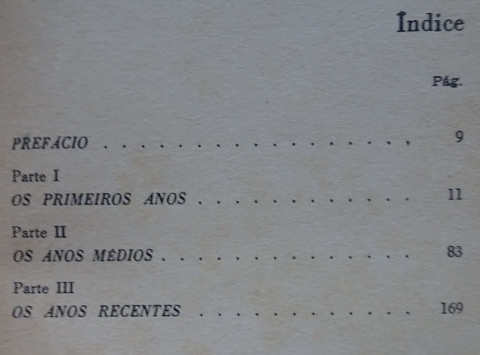 Índice
Pág.
PREFÁCIO . . . . . . . . . . . . . . . . . 9
Parte I
OS PRIMEIROS ANOS . . . . . . . . . . . . 11
Parte II
OS ANOS MÉDIOS . . . . . . . . . . . . . . 83
Parte III
OS ANOS RECENTES . . . . . . . . . . . . 169